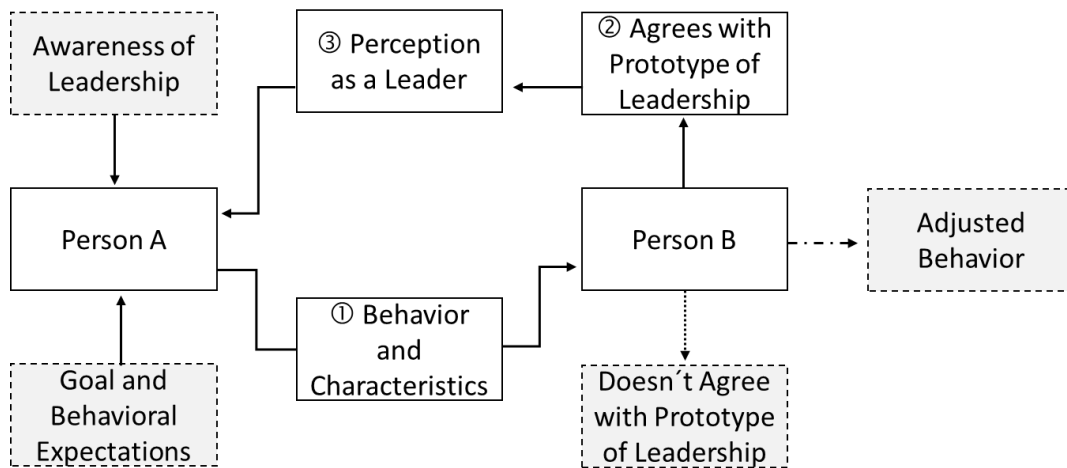 Awareness of
Leadership
③ Perception
as a Leader
② Agrees with
Prototype of
Leadership
Person A
Person B
Adjusted
Behavior
① Behavior
and
Characteristics
Goal and
Behavioral
Expectations
Doesn´t Agree
with Prototype
of Leadership